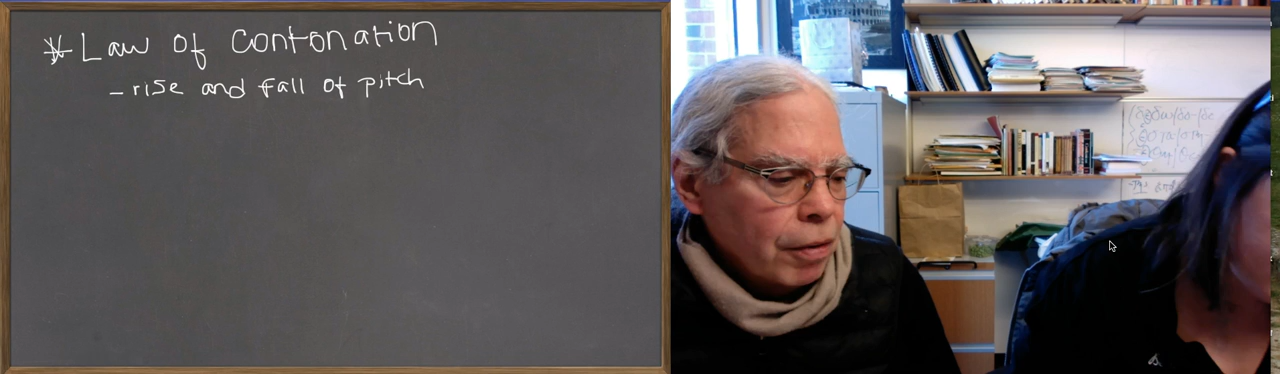 * Law of Contonation
- rise and fall of pitch